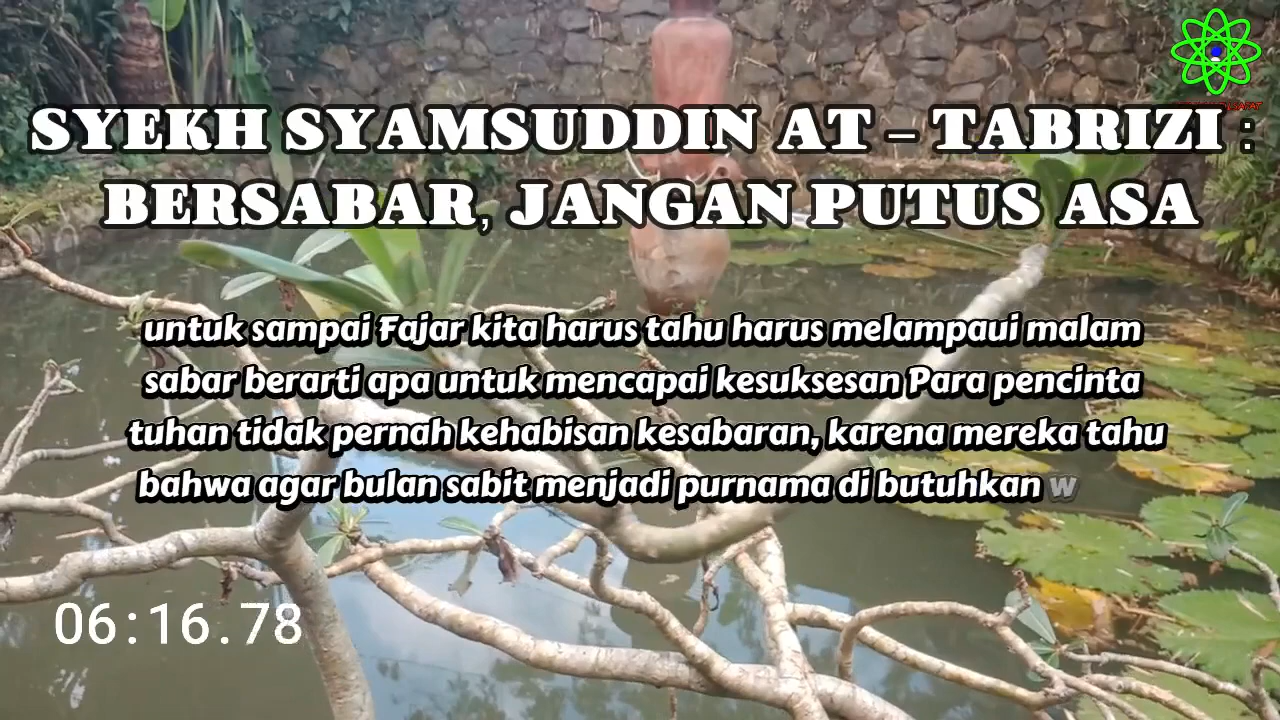 SYEKH SYAMSUDDIN AT – TABRIZI :
BERSABAR, JANGAN PUTUS ASA
untuk sampai Fajar kita harus tahu harus melampaui malam
sabar berarti apa untuk mencapai kesuksesan Para pencinta
tuhan tidak pernah kehabisan kesabaran, karena mereka tahu
bahwa agar bulan sabit menjadi purnama di butuhkan w
06:16.78